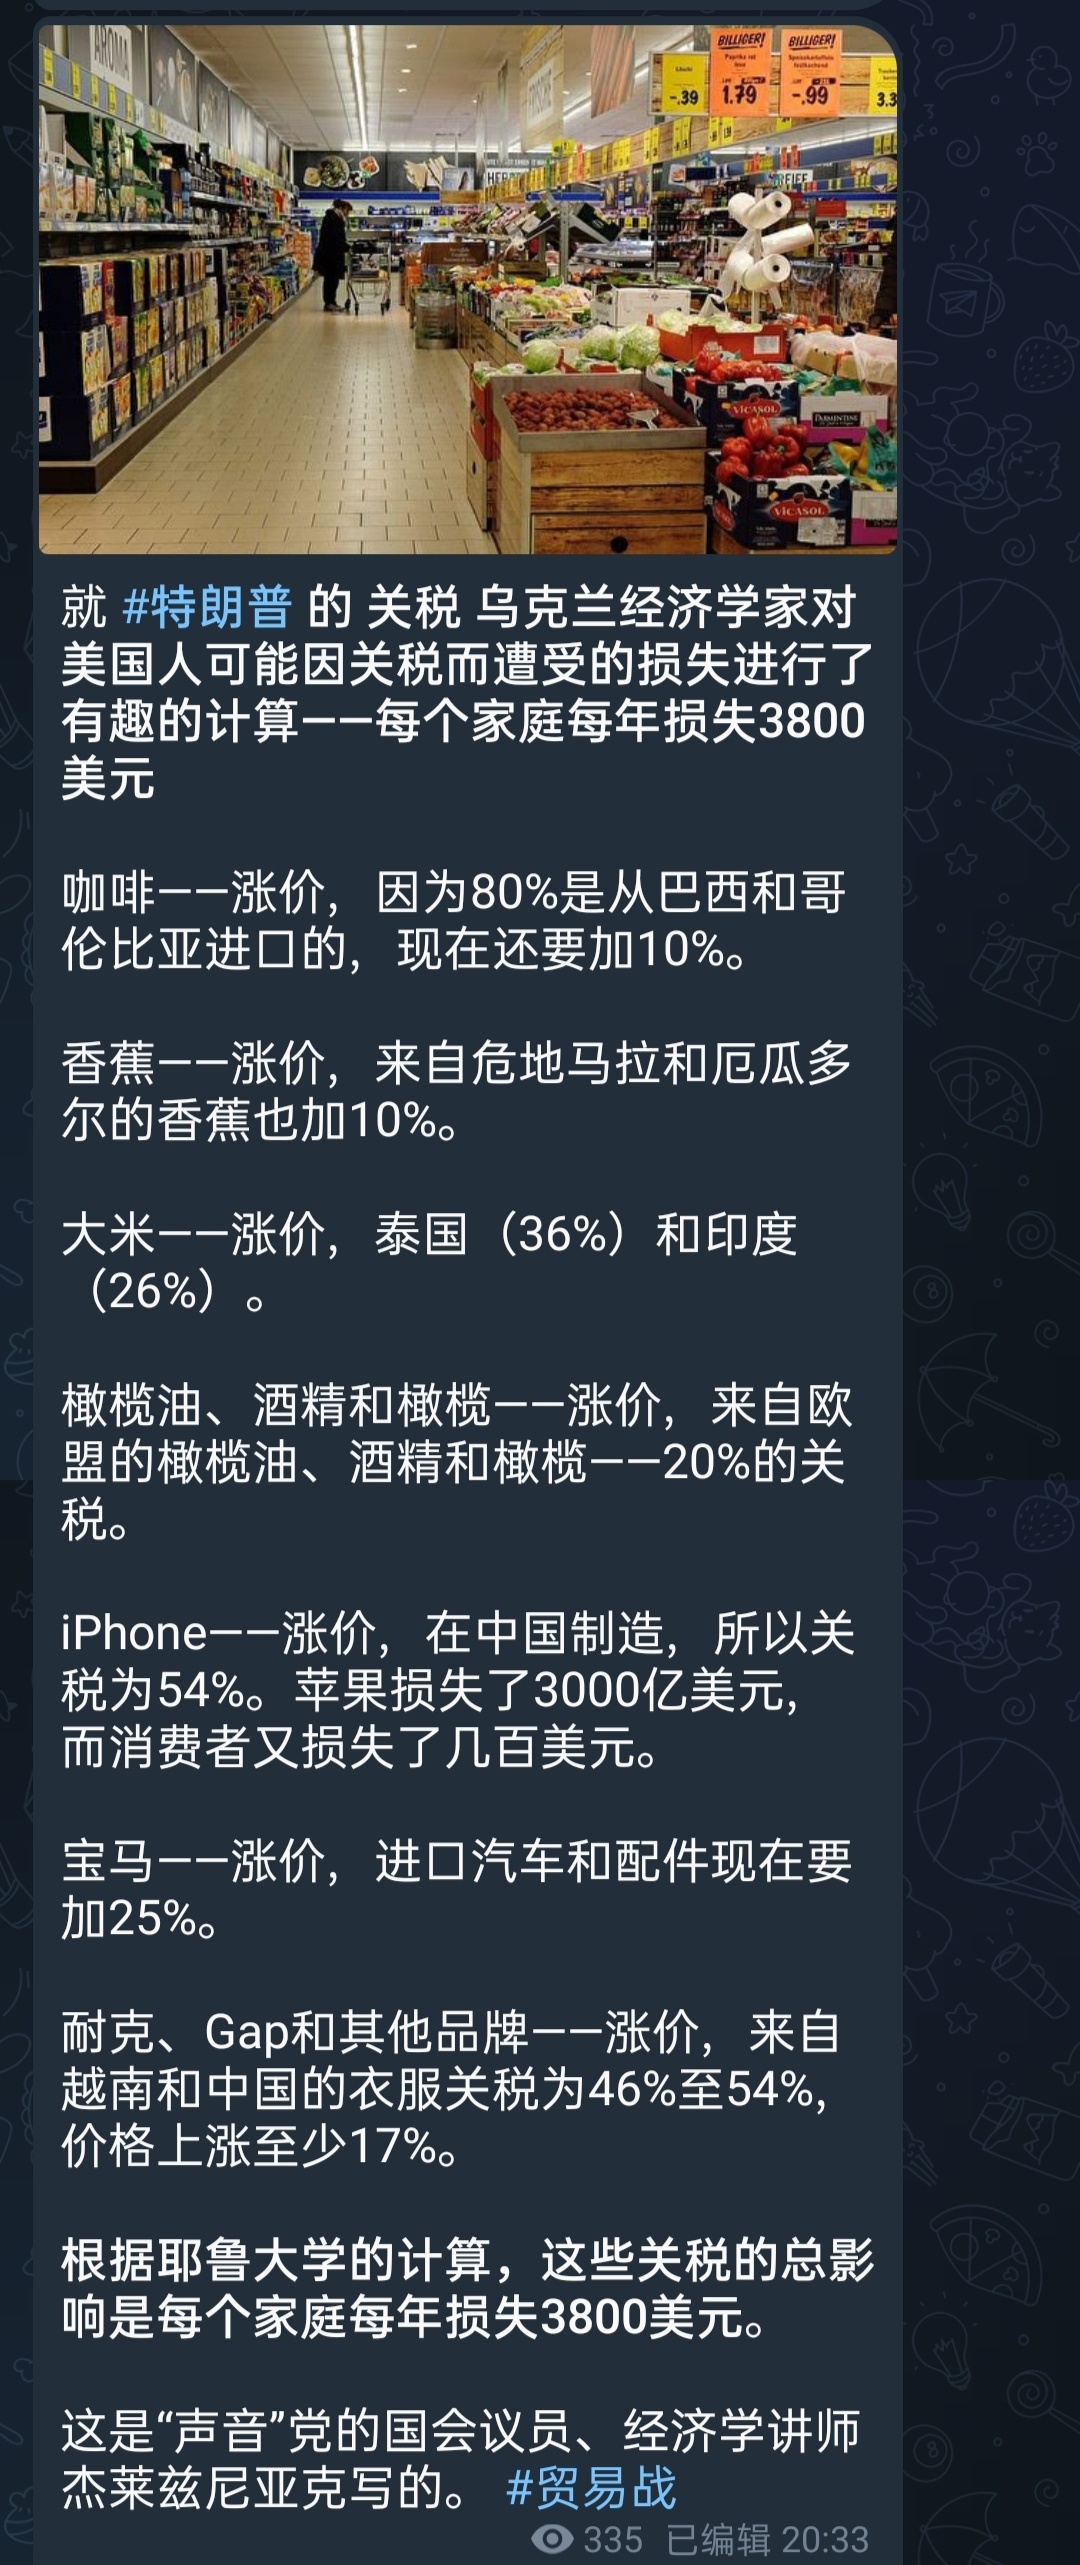 AROMA
BILLIGER!
BILLIGER!
-.39
1.79
-.99
3.3
VICASOL
VICASOL
就 #特朗普 的 关税 乌克兰经济学家对
美国人可能因关税而遭受的损失进行了
有趣的计算——每个家庭每年损失3800
美元
咖啡——涨价，因为80%是从巴西和哥
伦比亚进口的，现在还要加10%。
香蕉——涨价，来自危地马拉和厄瓜多
尔的香蕉也加10%。
大米——涨价，泰国（36%）和印度
（26%）。
橄榄油、酒精和橄榄——涨价，来自欧
盟的橄榄油、酒精和橄榄——20%的关
税。
iPhone——涨价，在中国制造，所以关
税为54%。苹果损失了3000亿美元，
而消费者又损失了几百美元。
宝马——涨价，进口汽车和配件现在要
加25%。
耐克、Gap和其他品牌——涨价，来自
越南和中国的衣服关税为46%至54%，
价格上涨至少17%。
根据耶鲁大学的计算，这些关税的总影
响是每个家庭每年损失3800美元。
这是“声音”党的国会议员、经济学讲师
杰莱兹尼亚克写的。 #贸易战
335 已编辑 20:33